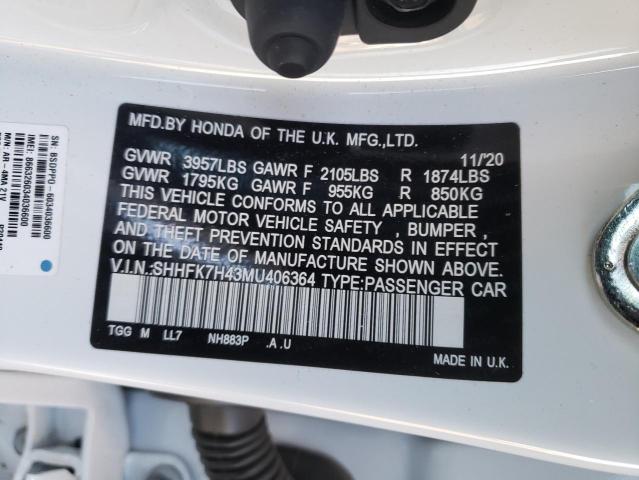 MFD.BY HONDA OF THE U.K. MFG.,LTD.
11/'20
GVWR 3957LBS GAWR F 2105LBS R 1874LBS
GVWR 1795KG GAWR F 955KG R 850KG
THIS VEHICLE CONFORMS TO ALL APPLICABLE
FEDERAL MOTOR VEHICLE SAFETY , BUMPER ,
AND THEFT PREVENTION STANDARDS IN EFFECT
ON THE DATE OF MANUFACTURE SHOWN ABOVE.
V.I.N.:SHHFK7H43MU406364 TYPE:PASSENGER CAR
TGG M LL7 NH883P .A .U
MADE IN U.K.